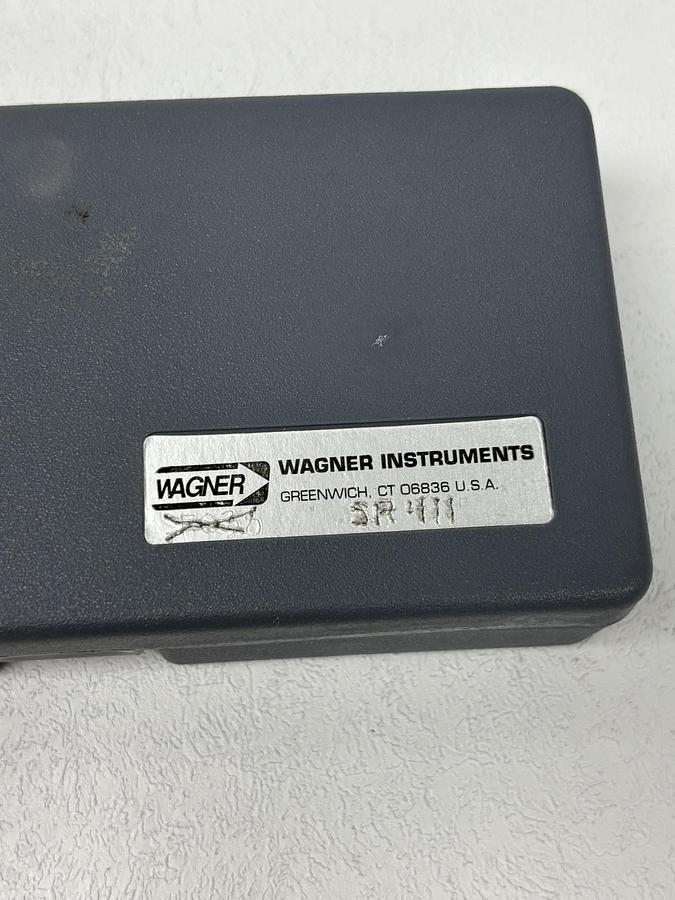 WAGNER
WAGNER INSTRUMENTS
GREENWICH, CT 06836 U.S.A.
SR 411